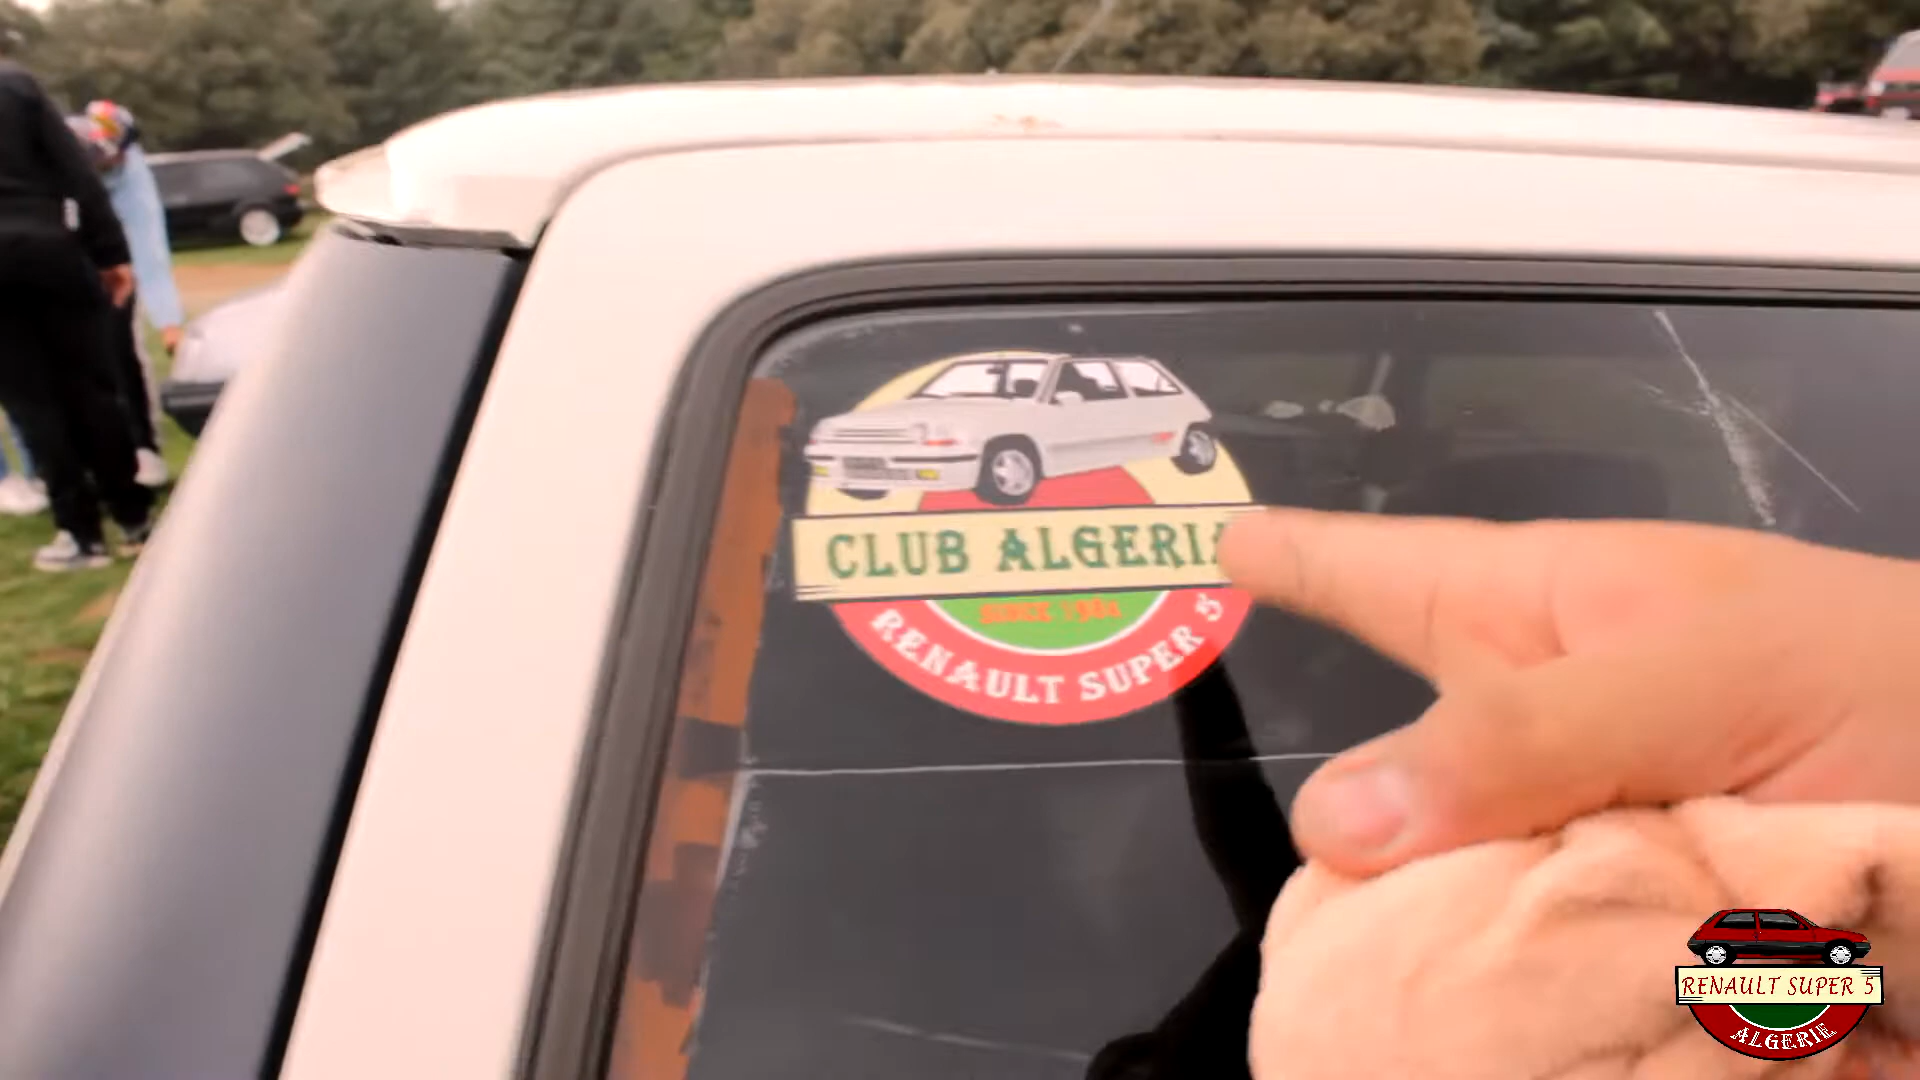 CLUB ALGERIA
SINCE 1984
RENAULT SUPER 5
RENAULT SUPER 5
ALGERIE